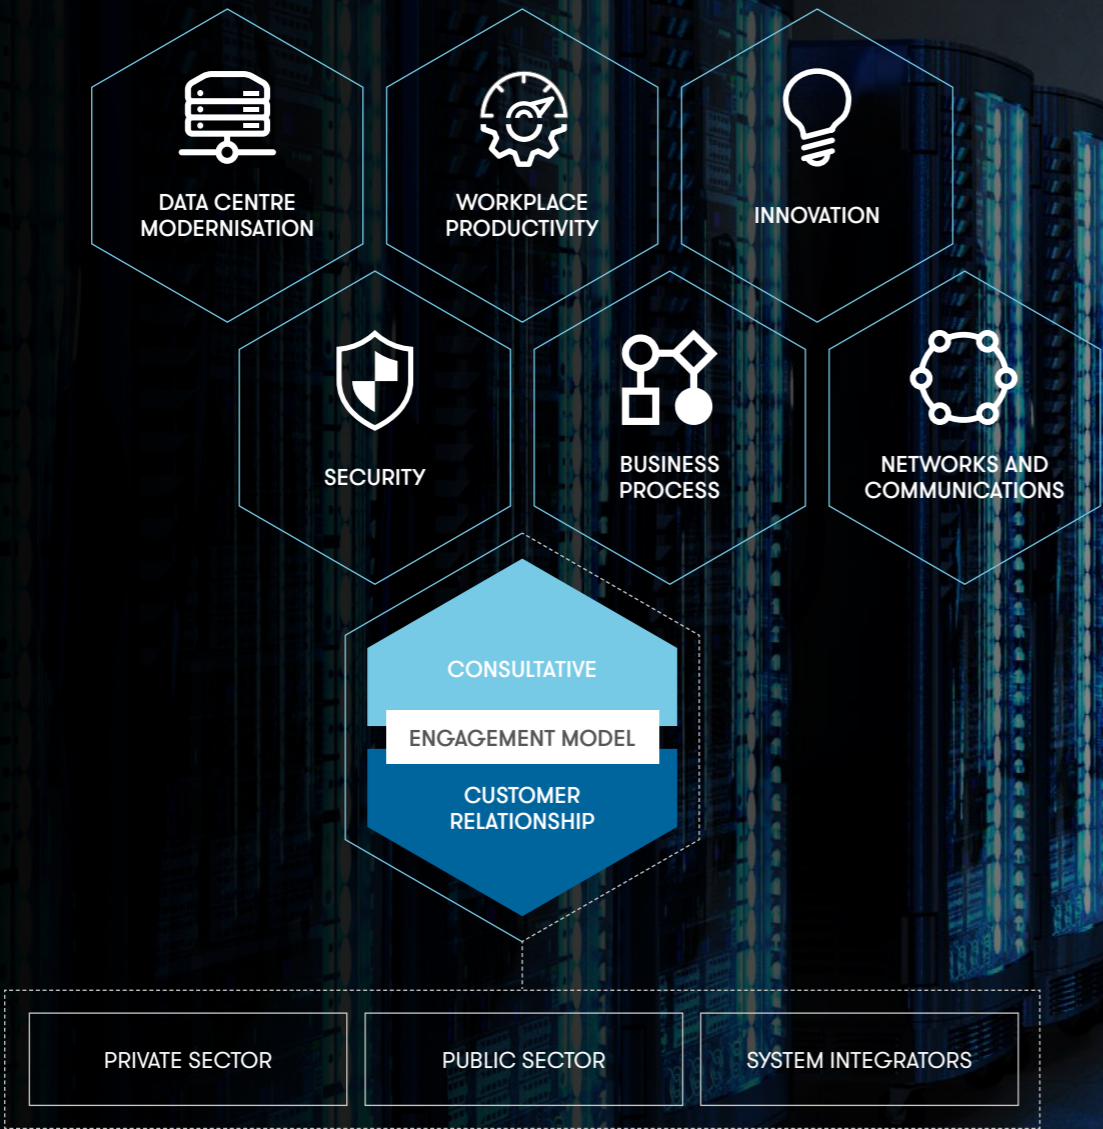 DATA CENTRE
MODERNISATION
WORKPLACE
PRODUCTIVITY
INNOVATION
SECURITY
BUSINESS
PROCESS
NETWORKS AND
COMMUNICATIONS
CONSULTATIVE
ENGAGEMENT MODEL
CUSTOMER
RELATIONSHIP
PRIVATE SECTOR
PUBLIC SECTOR
SYSTEM INTEGRATORS